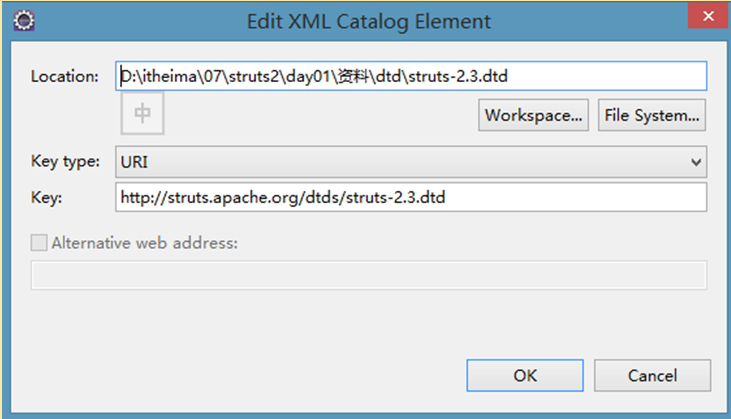 Edit XML Catalog Element
Location: D:\itheima\07\struts2\day01\资料\dtd\struts-2.3.dtd
中
Workspace... File System...
Key type: URI
Key: http://struts.apache.org/dtds/struts-2.3.dtd
Alternative web address:
OK Cancel